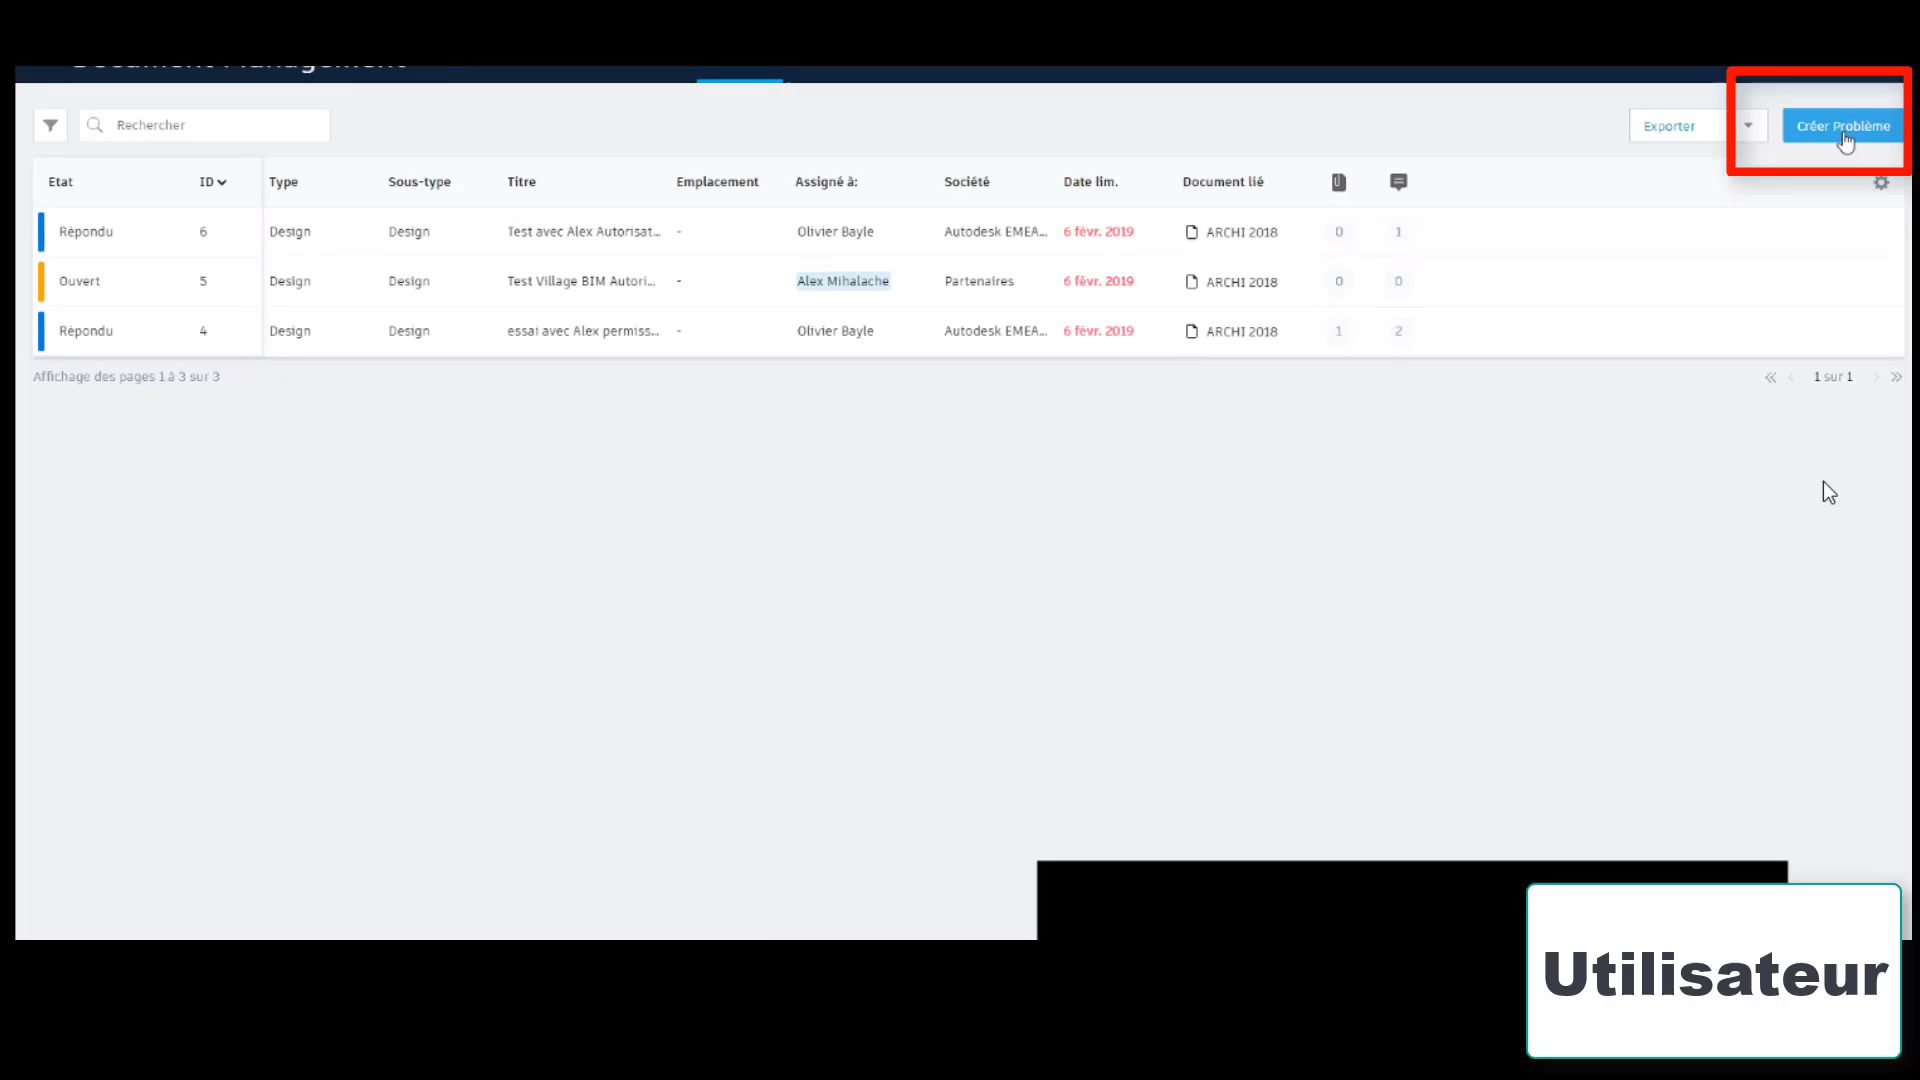 Document Management
Rechercher
Exporter
Créer Problème
Etat ID Type Sous-type Titre Emplacement Assigné à: Société Date lim. Document lié
Répondu 6 Design Design Test avec Alex Autorisat... - Olivier Bayle Autodesk EMEA... 6 févr. 2019 ARCHI 2018 0 1
Ouvert 5 Design Design Test Village BIM Autori... - Alex Mihalache Partenaires 6 févr. 2019 ARCHI 2018 0 0
Répondu 4 Design Design essai avec Alex permiss... - Olivier Bayle Autodesk EMEA... 6 févr. 2019 ARCHI 2018 1 2
Affichage des pages 1 à 3 sur 3
1 sur 1
Utilisateur